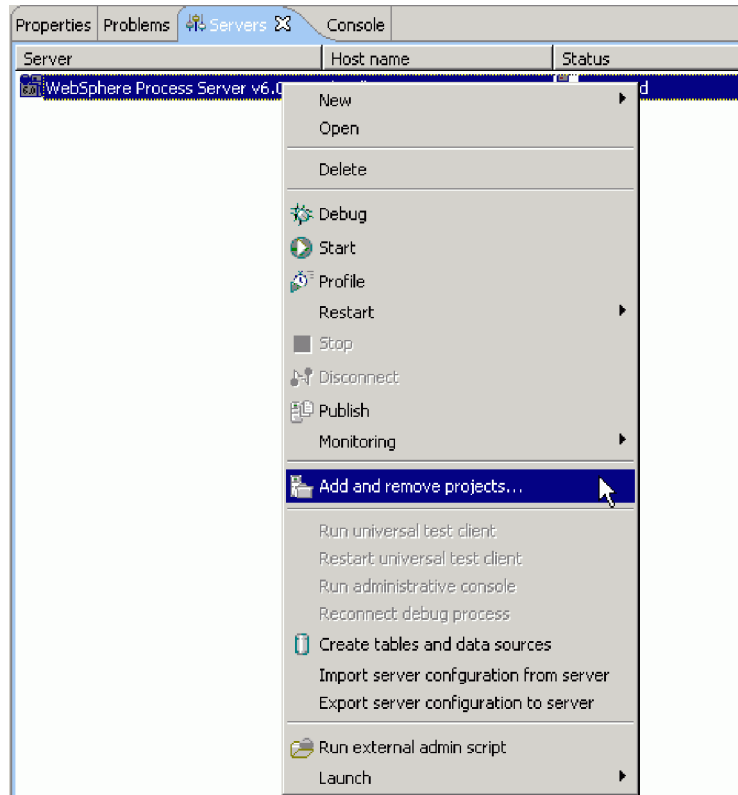 Properties Problems Servers Console
Server Host name Status
WebSphere Process Server v6.0
New
Open
Delete
Debug
Start
Profile
Restart
Stop
Disconnect
Publish
Monitoring
Add and remove projects...
Run universal test client
Restart universal test client
Run administrative console
Reconnect debug process
Create tables and data sources
Import server confguration from server
Export server configuration to server
Run external admin script
Launch